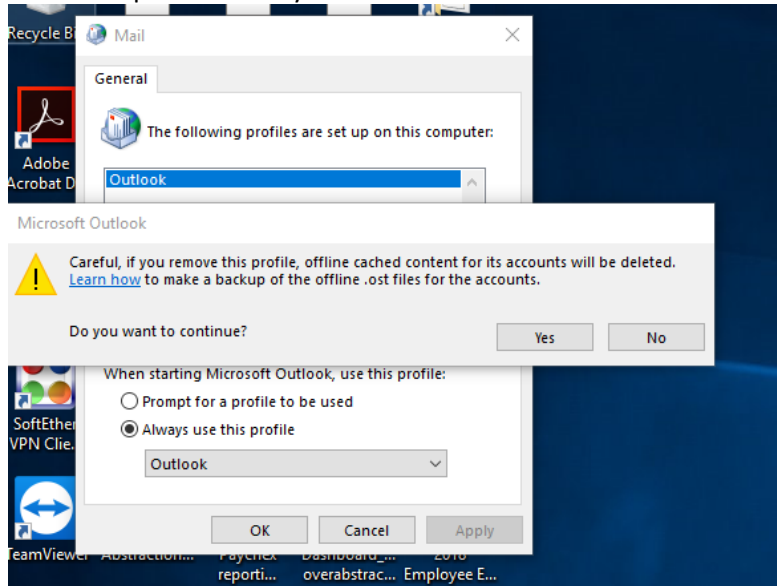 Recycle Bi
Mail
General
The following profiles are set up on this computer:
Adobe
Acrobat D
Outlook
Microsoft Outlook
Careful, if you remove this profile, offline cached content for its accounts will be deleted.
Learn how to make a backup of the offline .ost files for the accounts.
Do you want to continue?
Yes
No
When starting Microsoft Outlook, use this profile:
Prompt for a profile to be used
SoftEther
VPN Clie...
Always use this profile
Outlook
OK
Cancel
Apply
TeamViewer
reporti...
overabstrac...
Employee E...